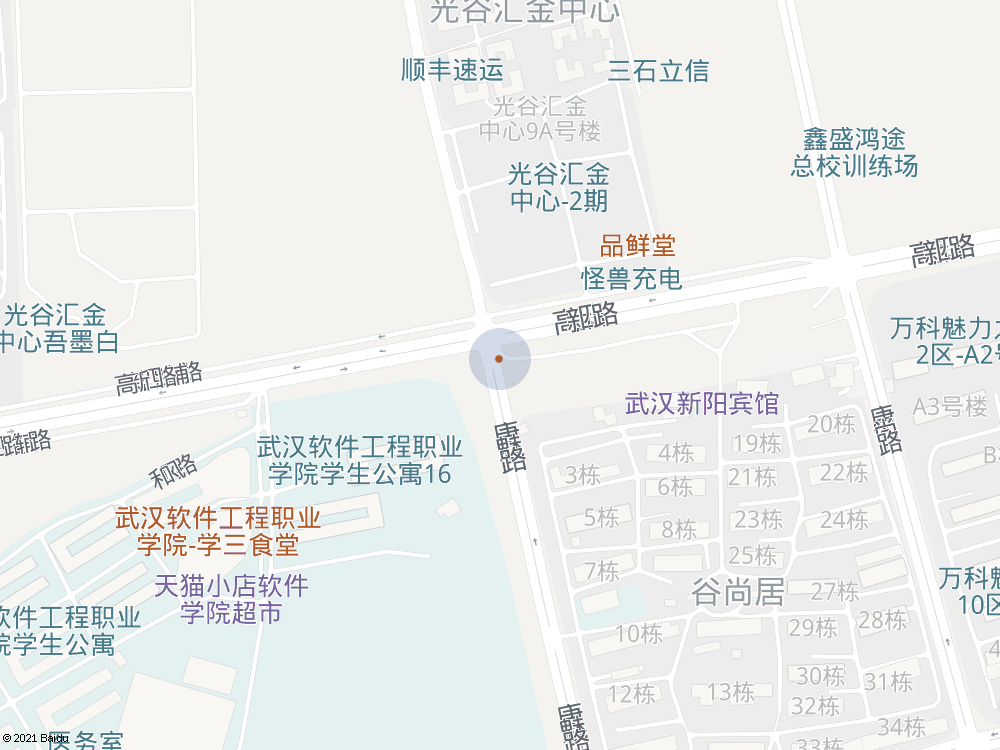 光谷汇金中心
顺丰速运
三石立信
光谷汇金
中心9A号楼
鑫盛鸿途
总校训练场
光谷汇金
中心-2期
品鲜堂
怪兽充电
高新四路
高新四路
光谷汇金
中心吾墨白
万科魅力之
2区-A2号
高新四路辅路
武汉新阳宾馆
A3号楼
20栋
19栋
4栋
武汉软件工程职业
学院学生公寓16
3栋
21栋
22栋
6栋
武汉软件工程职业
学院-学三食堂
5栋
8栋
23栋
24栋
25栋
7栋
天猫小店软件
学院超市
谷尚居
27栋
万科魅
10区
软件工程职业
院学生公寓
28栋
29栋
10栋
30栋
31栋
12栋
13栋
32栋
34栋
33栋
医务室
© 2021 Baidu